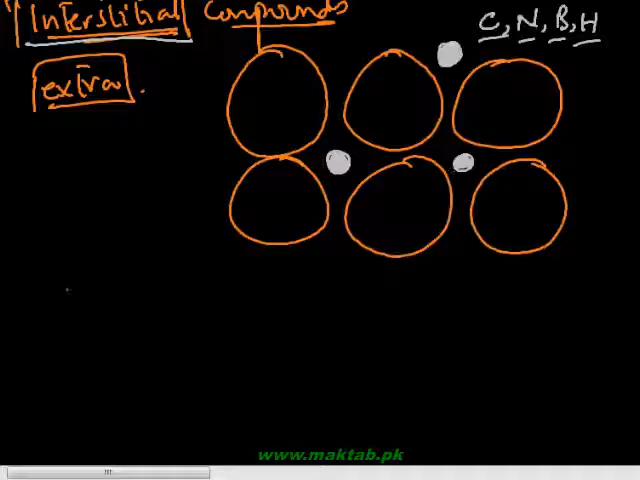 Interstitial Compounds
C, N, B, H
extra.
www.maktab.pk